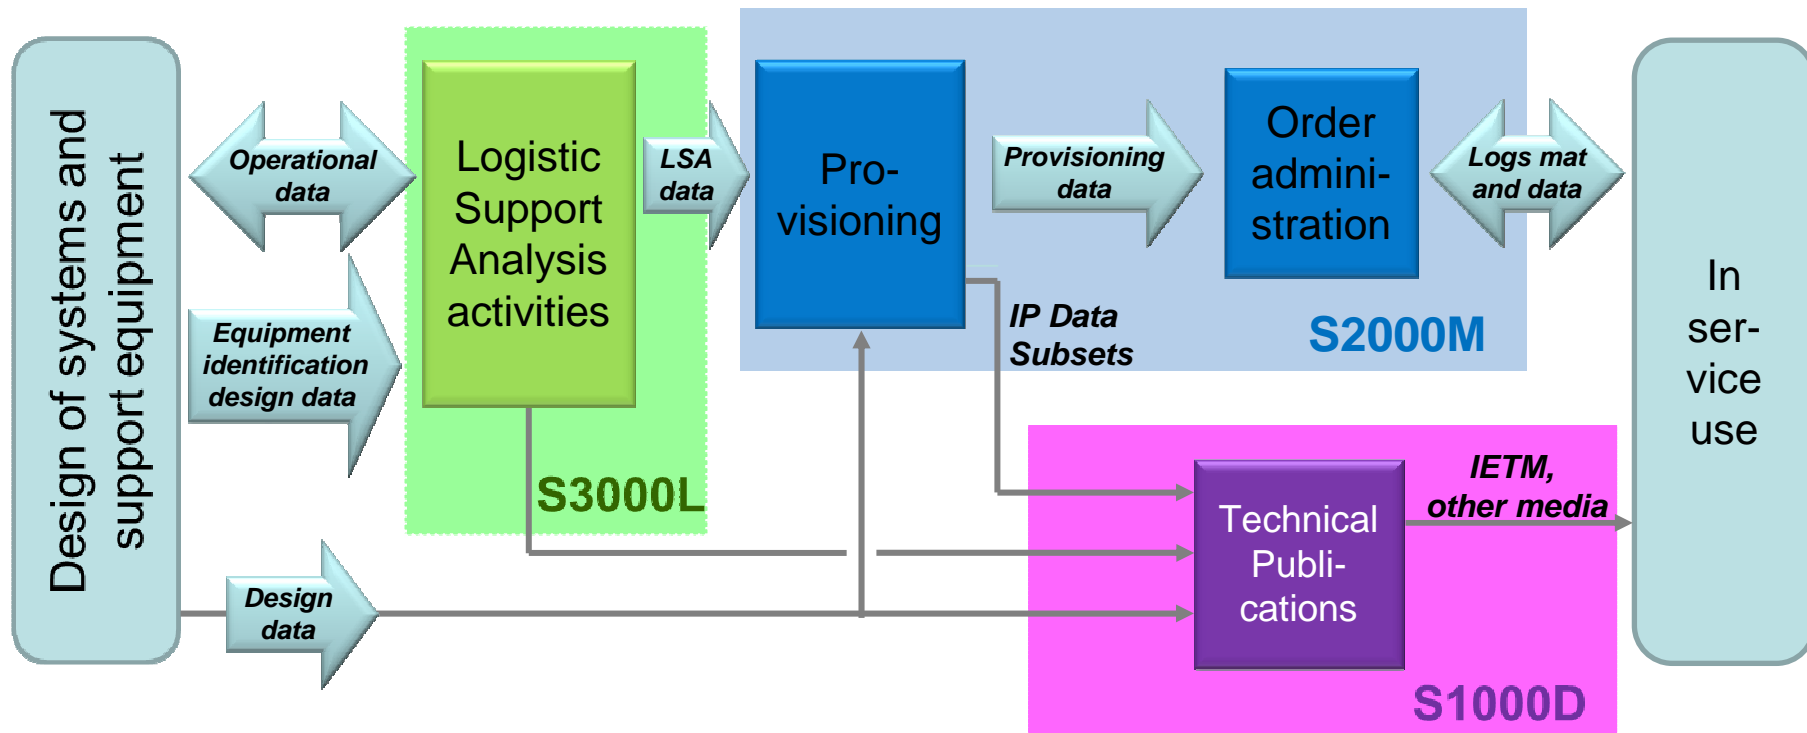 Design of systems and
support equipment
Operational
data
Equipment
identification
design data
Design
data
Logistic
Support
Analysis
activities
S3000L
LSA
data
Pro-
visioning
Provisioning
data
IP Data
Subsets
Order
admini-
stration
S2000M
Logs mat
and data
Technical
Publi-
cations
IETM,
other media
S1000D
In
ser-
vice
use